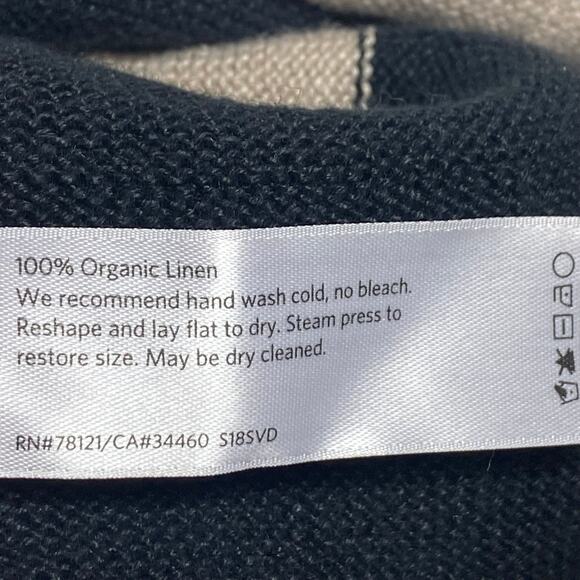 100% Organic Linen
We recommend hand wash cold, no bleach.
Reshape and lay flat to dry. Steam press to
restore size. May be dry cleaned.
RN#78121/CA#34460 S18SVD